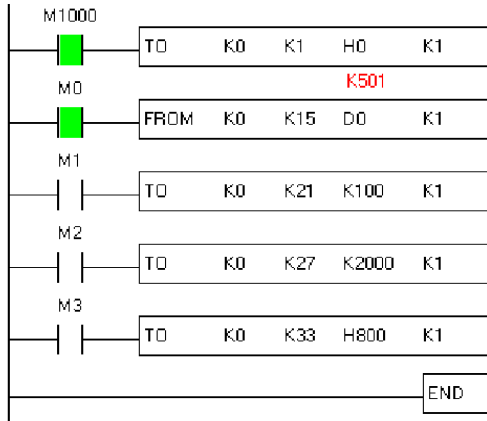 M1000
TO K0 K1 H0 K1
K501
M0
FROM K0 K15 D0 K1
M1
TO K0 K21 K100 K1
M2
TO K0 K27 K2000 K1
M3
TO K0 K33 H800 K1
END